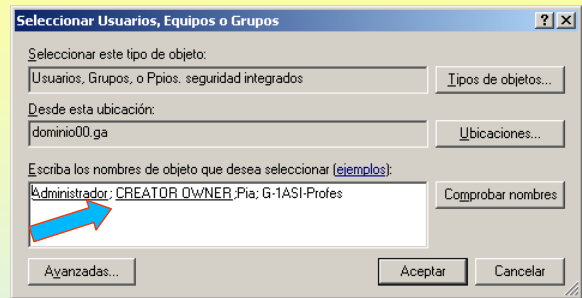 Seleccionar Usuarios, Equipos o Grupos
Seleccionar este tipo de objeto:
Usuarios, Grupos, o Ppios. seguridad integrados
Tipos de objetos...
Desde esta ubicación:
dominio00.ga
Ubicaciones...
Escriba los nombres de objeto que desea seleccionar (ejemplos):
Administrador; CREATOR OWNER ;Pia; G-1ASI-Profes
Comprobar nombres
Avanzadas...
Aceptar
Cancelar